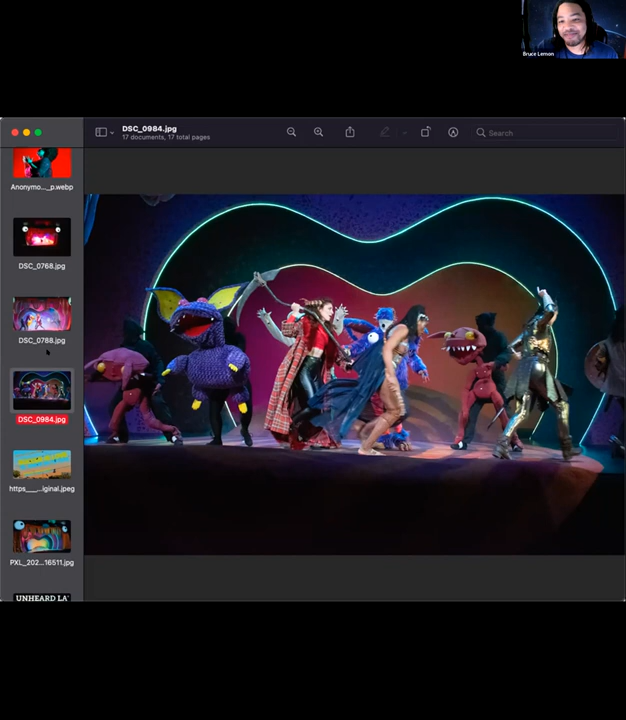 Bruce Lemon
DSC_0984.jpg
17 documents, 17 total pages
Search
Anonymo..._p.webp
DSC_0768.jpg
DSC_0788.jpg
DSC_0984.jpg
https___...iginal.jpeg
PXL_202...16511.jpg
UNHEARD LA